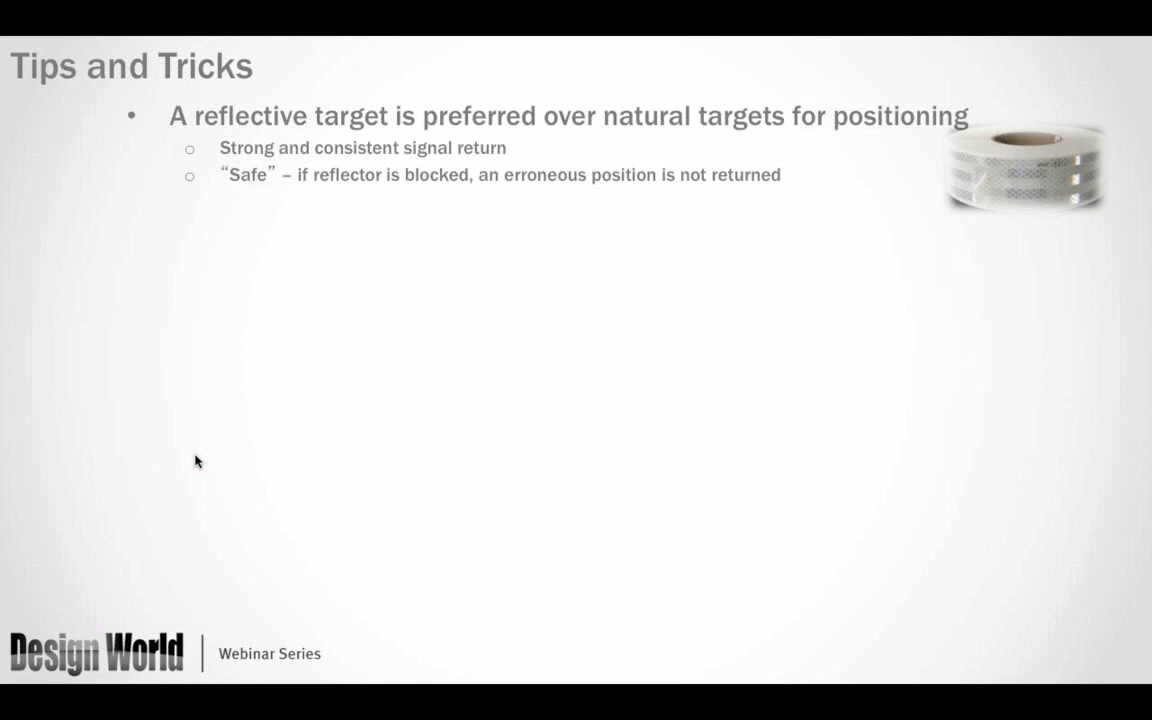 Tips and Tricks
• A reflective target is preferred over natural targets for positioning
○ Strong and consistent signal return
○ “Safe” – if reflector is blocked, an erroneous position is not returned
Design World | Webinar Series